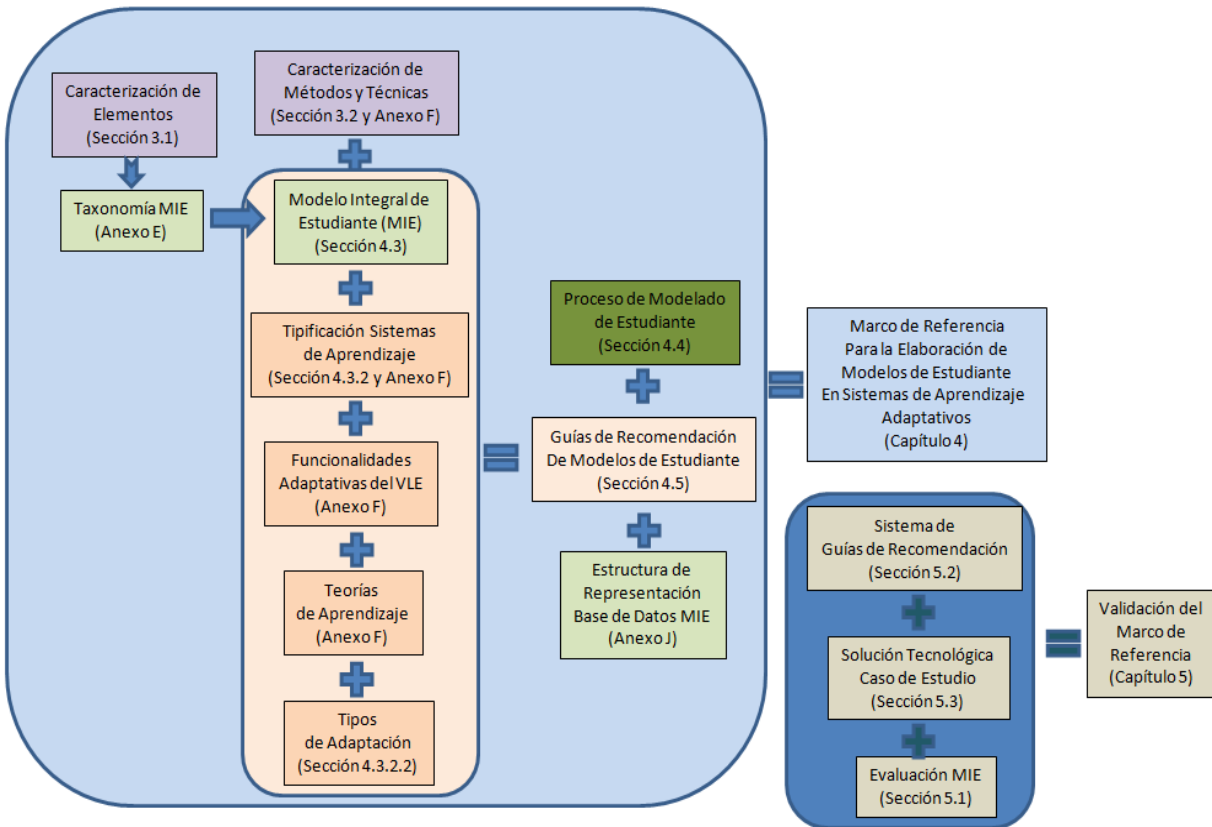 Caracterización de
Elementos
(Sección 3.1)
Caracterización de
Métodos y Técnicas
(Sección 3.2 y Anexo F)
Taxonomía MIE
(Anexo E)
Modelo Integral de
Estudiante (MIE)
(Sección 4.3)
Tipificación Sistemas
de Aprendizaje
(Sección 4.3.2 y Anexo F)
Funcionalidades
Adaptativas del VLE
(Anexo F)
Teorías
de Aprendizaje
(Anexo F)
Tipos
de Adaptación
(Sección 4.3.2.2)
Proceso de Modelado
de Estudiante
(Sección 4.4)
Guías de Recomendación
De Modelos de Estudiante
(Sección 4.5)
Estructura de
Representación
Base de Datos MIE
(Anexo J)
Marco de Referencia
Para la Elaboración de
Modelos de Estudiante
En Sistemas de Aprendizaje
Adaptativos
(Capítulo 4)
Sistema de
Guías de Recomendación
(Sección 5.2)
Solución Tecnológica
Caso de Estudio
(Sección 5.3)
Evaluación MIE
(Sección 5.1)
Validación del
Marco de
Referencia
(Capítulo 5)